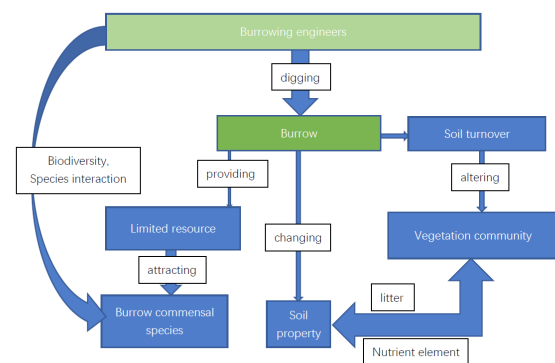 Burrowing engineers
digging
Burrow
Soil turnover
Biodiversity,
Species interaction
providing
altering
Limited resource
changing
Vegetation community
attracting
Burrow commensal
species
Soil
property
litter
Nutrient element